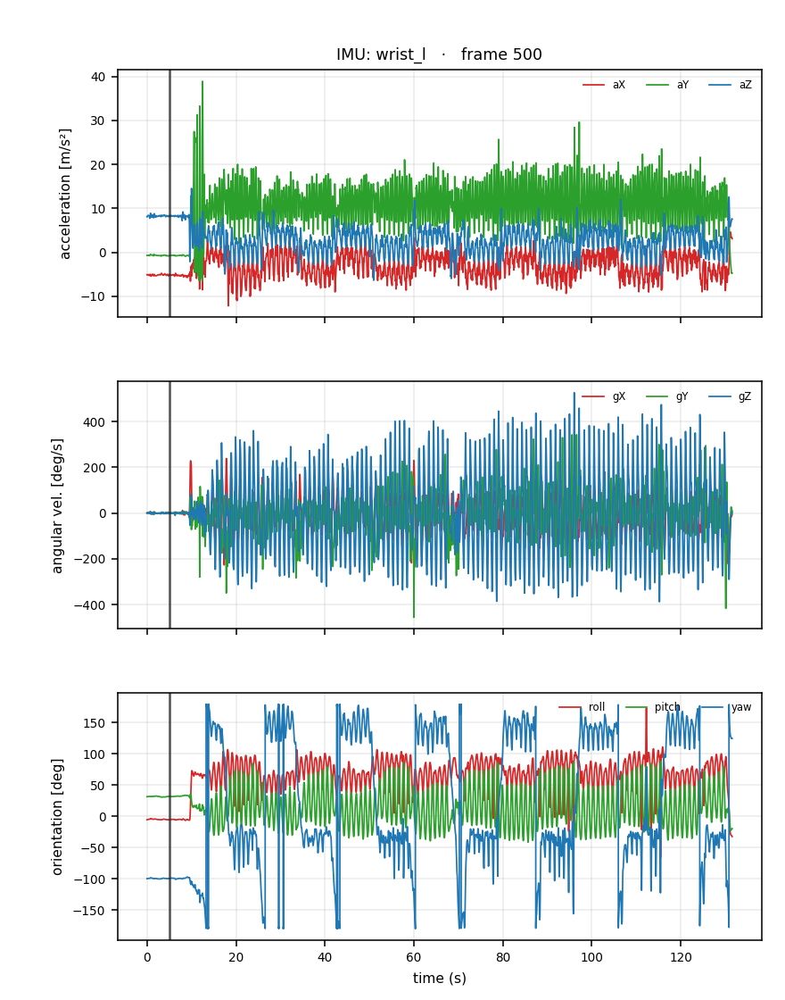 IMU: wrist_l · frame 500
aX aY aZ
40
30
20
10
0
−10
acceleration [m/s²]
gX gY gZ
400
200
0
−200
−400
angular vel. [deg/s]
roll pitch yaw
150
100
50
0
−50
−100
−150
orientation [deg]
0 20 40 60 80 100 120
time (s)